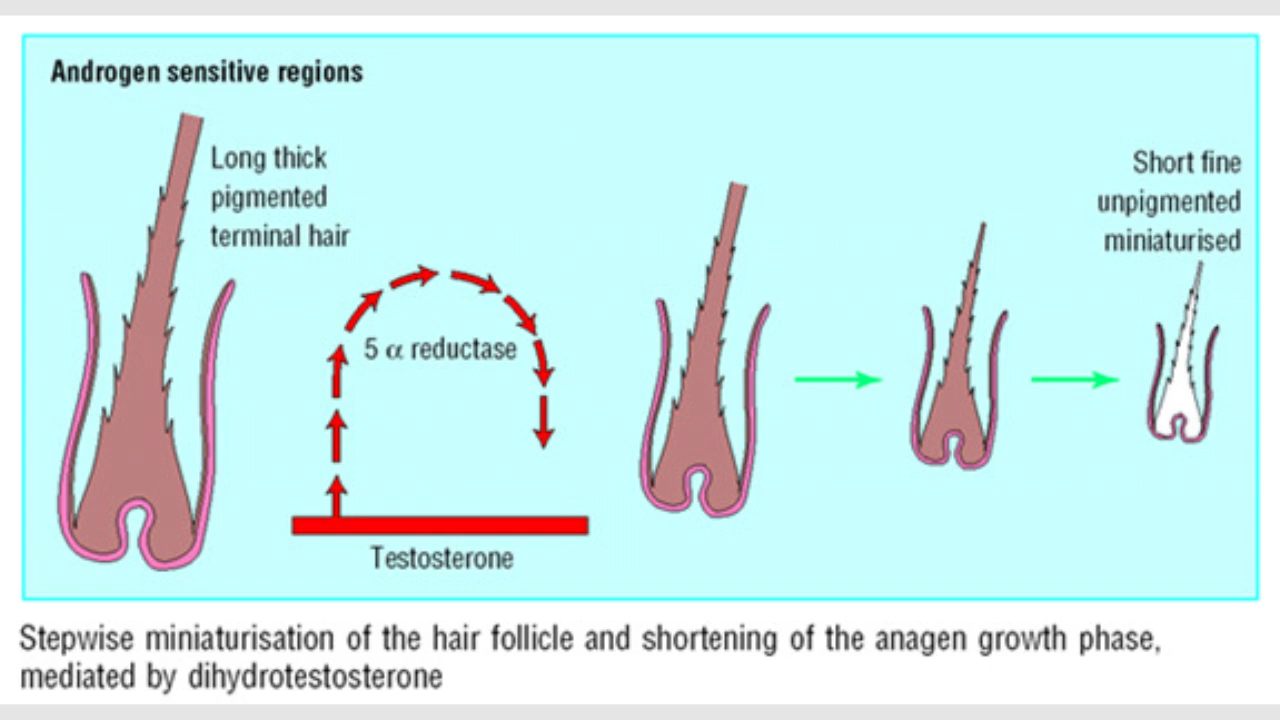 Androgen sensitive regions
Long thick
pigmented
terminal hair
5 α reductase
Testosterone
Short fine
unpigmented
miniaturised
Stepwise miniaturisation of the hair follicle and shortening of the anagen growth phase,
mediated by dihydrotestosterone